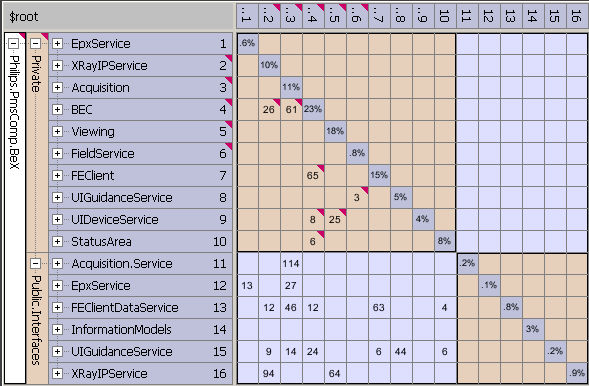 $root ..1 ..2 ..3 ..4 ..5 ..6 ..7 ..8 ..9 10 11 12 13 14 15 16
Philips.PmsComp.BeX
Private
EpxService 1 .6%
XRayIPService 2 10%
Acquisition 3 11%
BEC 4 26 61 23%
Viewing 5 18%
FieldService 6 .8%
FEClient 7 65 15%
UIGuidanceService 8 3 5%
UIDeviceService 9 8 25 4%
StatusArea 10 6 8%
Public.Interfaces
Acquisition.Service 11 114 .2%
EpxService 12 13 27 .1%
FEClientDataService 13 12 46 12 63 4 .8%
InformationModels 14 3%
UIGuidanceService 15 9 14 24 6 44 6 .2%
XRayIPService 16 94 64 .9%